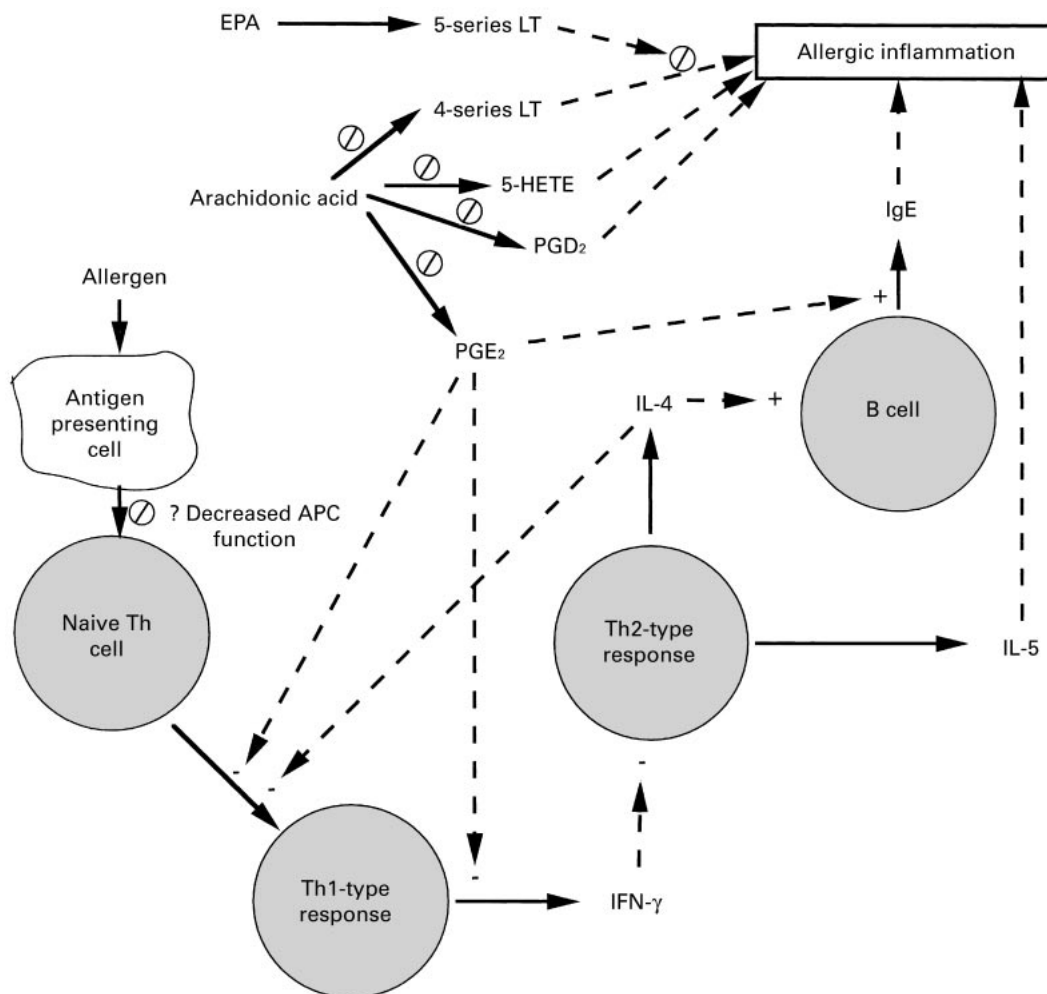 EPA
5-series LT
Allergic inflammation
4-series LT
5-HETE
Arachidonic acid
IgE
PGD₂
Allergen
+
PGE₂
Antigen
presenting
cell
IL-4
+
B cell
? Decreased APC
function
Naive Th
cell
Th2-type
response
IL-5
-
-
-
Th1-type
response
-
IFN-γ